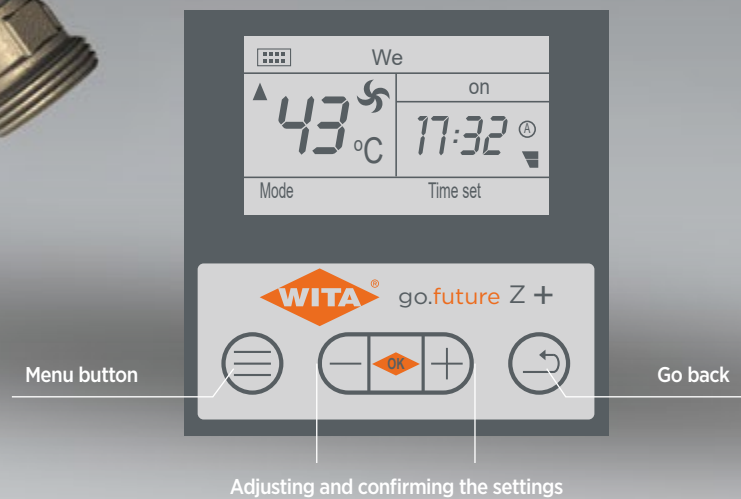 We
43 °C
on
17:32 A
Mode
Time set
WITA®
go.future Z +
OK
Menu button
Go back
Adjusting and confirming the settings